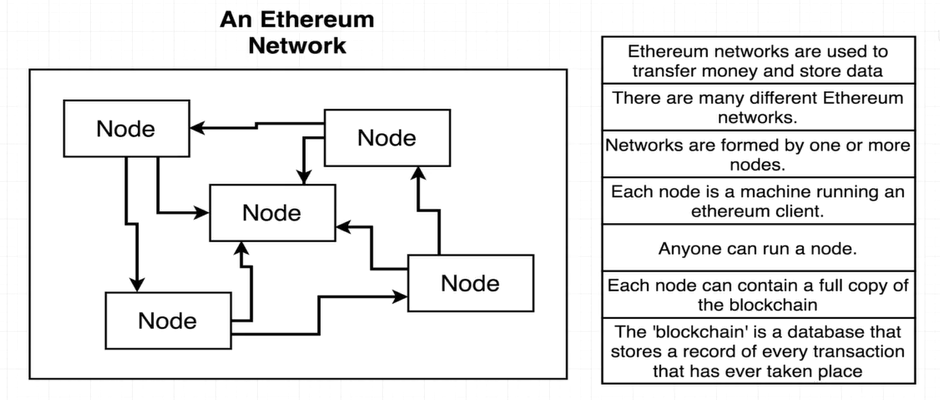 An Ethereum
Network
Node
Node
Node
Node
Node
Ethereum networks are used to
transfer money and store data
There are many different Ethereum
networks.
Networks are formed by one or more
nodes.
Each node is a machine running an
ethereum client.
Anyone can run a node.
Each node can contain a full copy of
the blockchain
The 'blockchain' is a database that
stores a record of every transaction
that has ever taken place